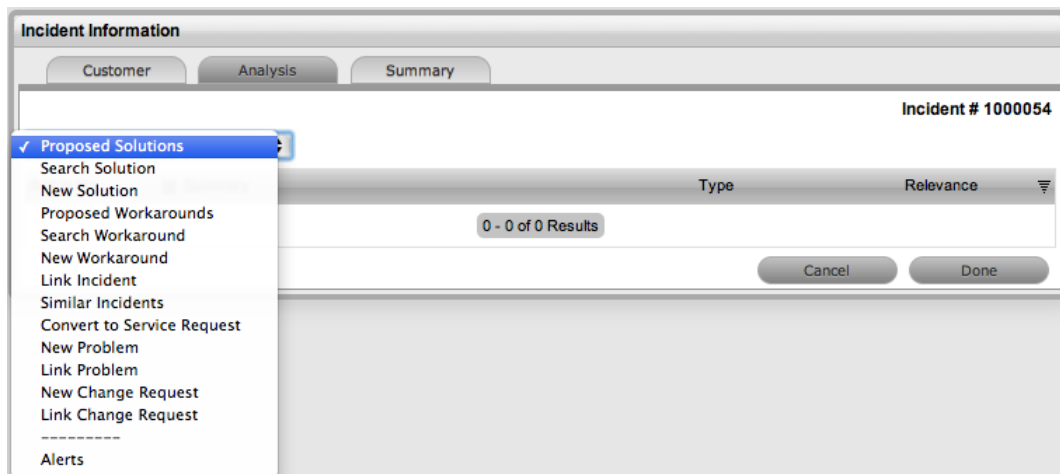 Incident Information
Customer Analysis Summary
Incident # 1000054
✓ Proposed Solutions
Search Solution
New Solution
Type Relevance
Proposed Workarounds
Search Workaround
0 - 0 of 0 Results
New Workaround
Link Incident
Cancel Done
Similar Incidents
Convert to Service Request
New Problem
Link Problem
New Change Request
Link Change Request
---------
Alerts